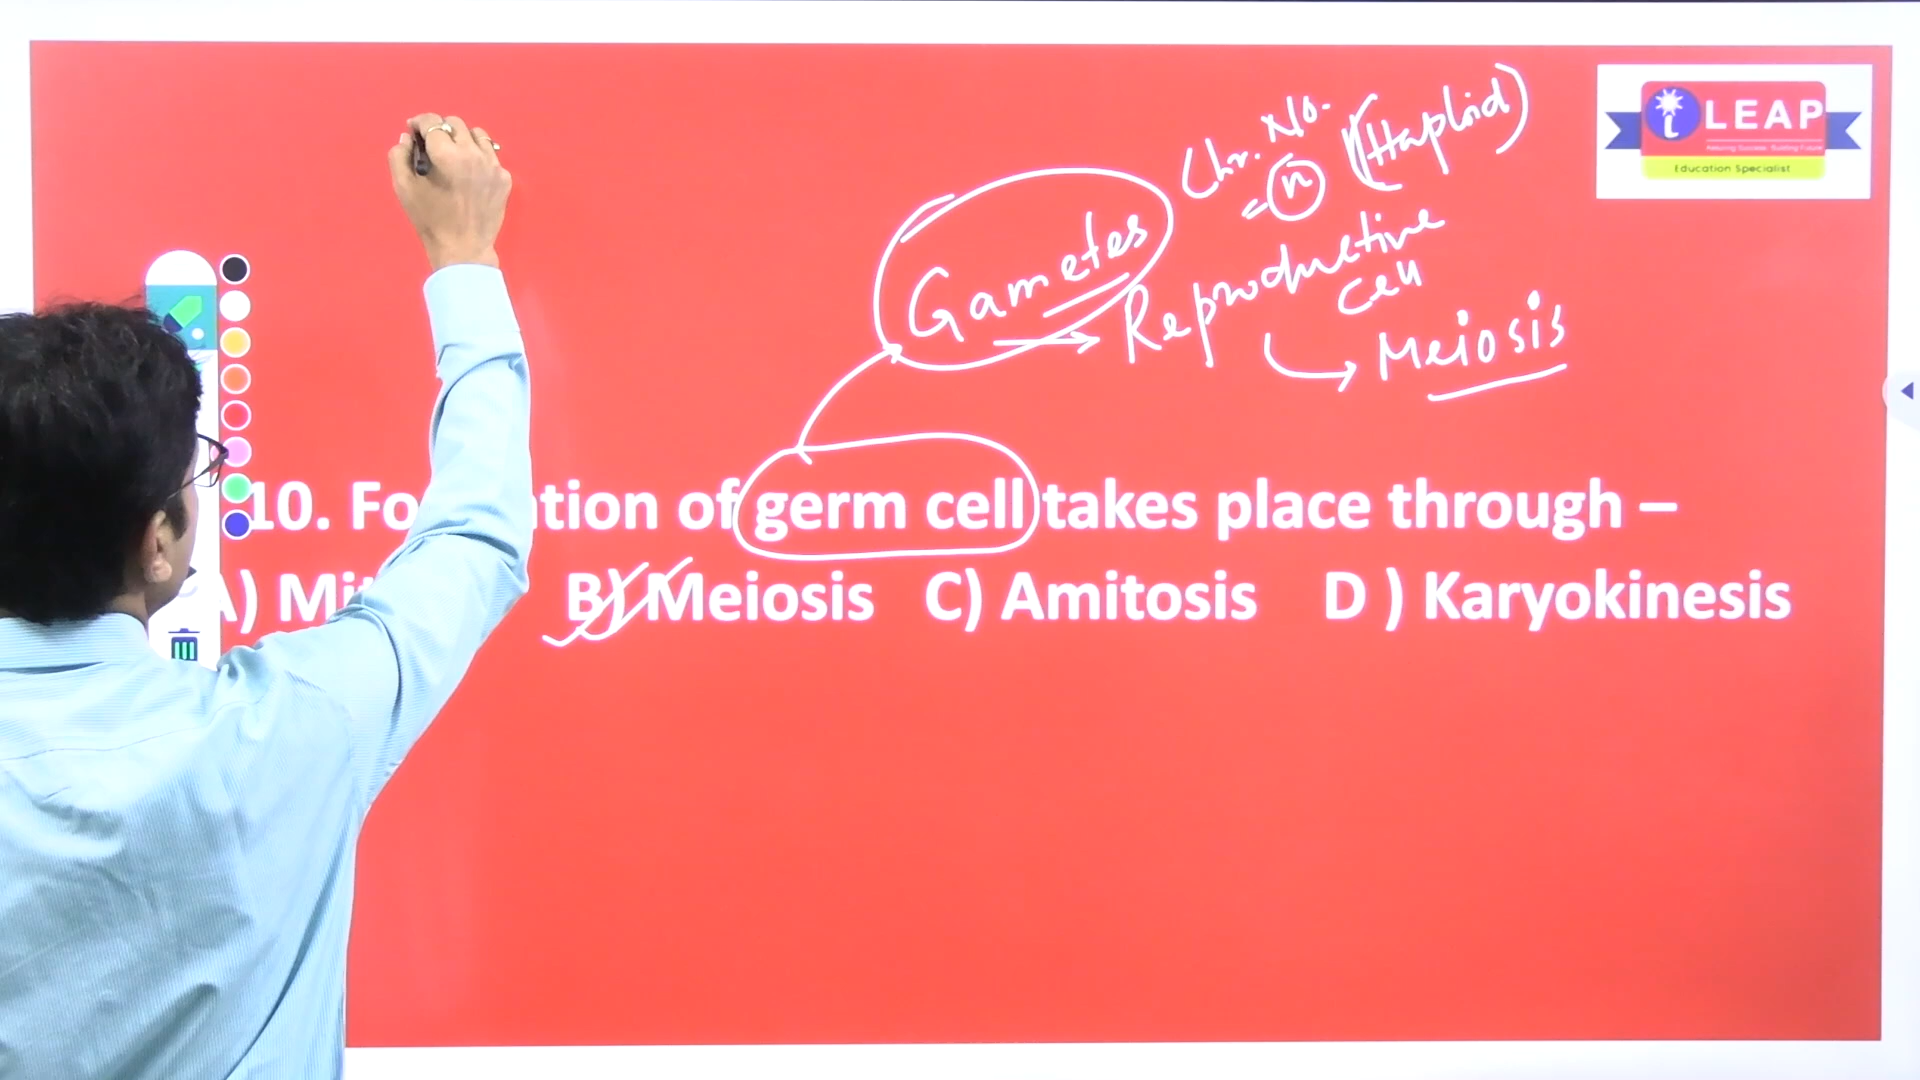 Chr. No.
= n (Haploid)
Gametes
Reproductive
Cell
Meiosis
i LEAP
Education Specialist
10. Fo tion of germ cell takes place through –
A) Mit B) Meiosis C) Amitosis D ) Karyokinesis